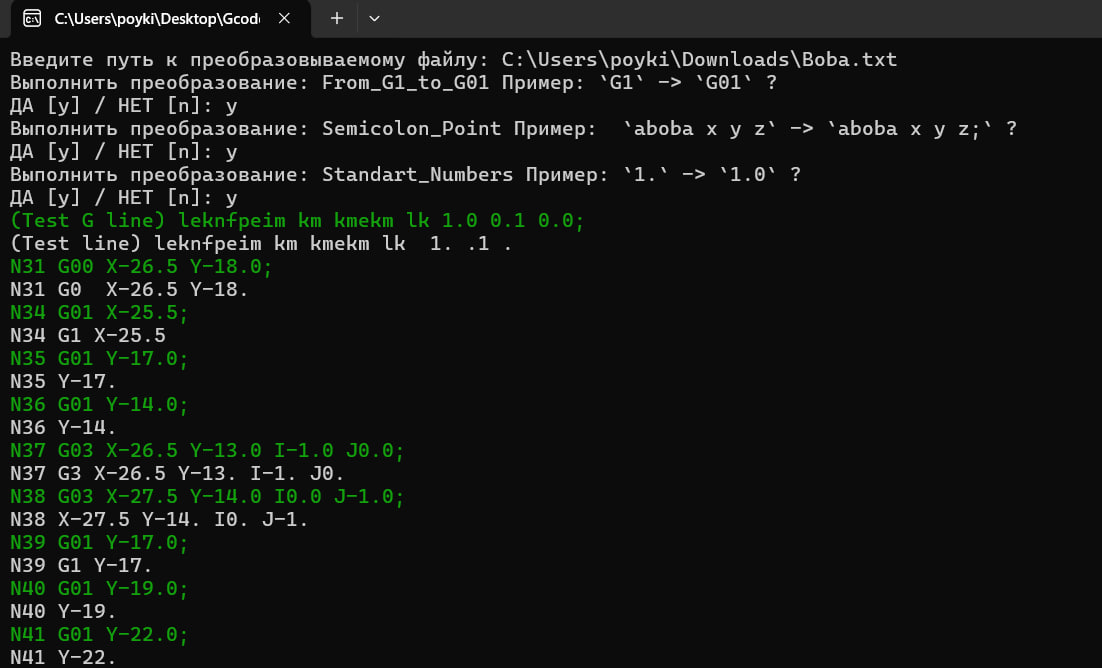 C:\Users\poyki\Desktop\Gcod
Введите путь к преобразовываемому файлу: C:\Users\poyki\Downloads\Boba.txt
Выполнить преобразование: From_G1_to_G01 Пример: `G1` -> `G01` ?
ДА [y] / НЕТ [n]: y
Выполнить преобразование: Semicolon_Point Пример:  `aboba x y z` -> `aboba x y z;` ?
ДА [y] / НЕТ [n]: y
Выполнить преобразование: Standart_Numbers Пример: `1.` -> `1.0` ?
ДА [y] / НЕТ [n]: y
(Test G line) leknfpeim km kmekm lk 1.0 0.1 0.0;
(Test line) leknfpeim km kmekm lk  1. .1 .
N31 G00 X-26.5 Y-18.0;
N31 G0  X-26.5 Y-18.
N34 G01 X-25.5;
N34 G1 X-25.5
N35 G01 Y-17.0;
N35 Y-17.
N36 G01 Y-14.0;
N36 Y-14.
N37 G03 X-26.5 Y-13.0 I-1.0 J0.0;
N37 G3 X-26.5 Y-13. I-1. J0.
N38 G03 X-27.5 Y-14.0 I0.0 J-1.0;
N38 X-27.5 Y-14. I0. J-1.
N39 G01 Y-17.0;
N39 G1 Y-17.
N40 G01 Y-19.0;
N40 Y-19.
N41 G01 Y-22.0;
N41 Y-22.